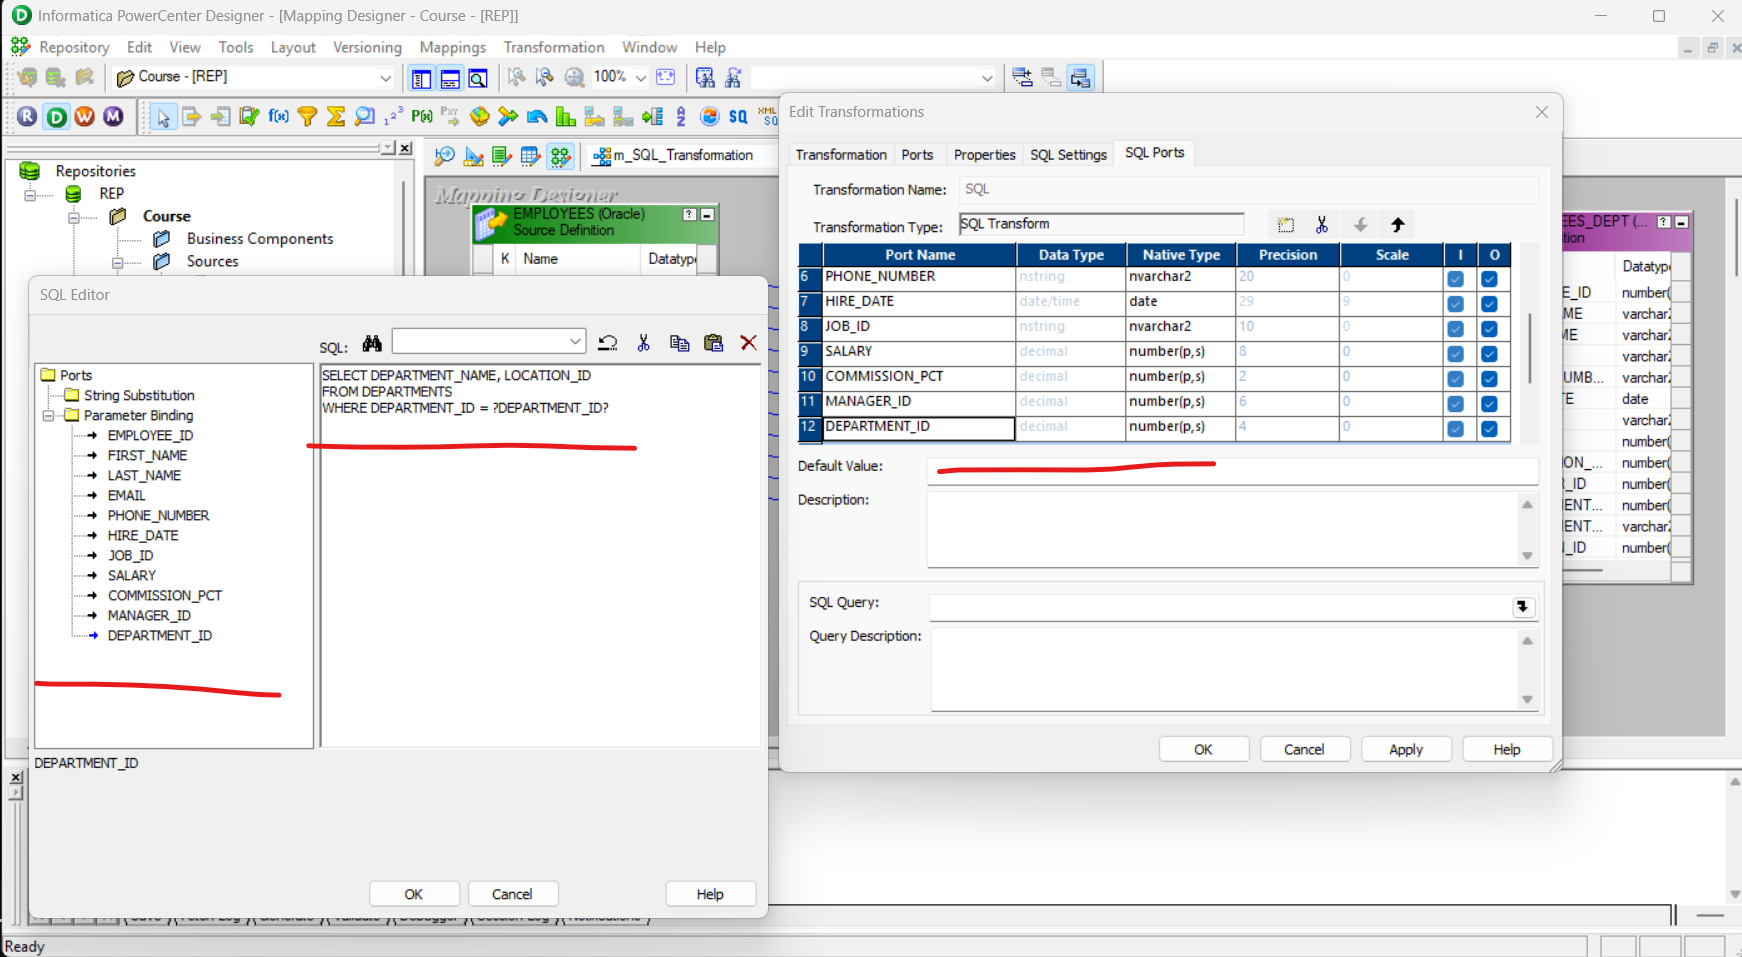 Informatica PowerCenter Designer - [Mapping Designer - Course - [REP]]
Repository Edit View Tools Layout Versioning Mappings Transformation Window Help
Course - [REP]
100%
m_SQL_Transformation
Repositories
REP
Course
Business Components
Sources
Mapping Designer
EMPLOYEES (Oracle)
Source Definition
K Name Datatype
SQL Editor
SQL:
Ports
String Substitution
Parameter Binding
EMPLOYEE_ID
FIRST_NAME
LAST_NAME
EMAIL
PHONE_NUMBER
HIRE_DATE
JOB_ID
SALARY
COMMISSION_PCT
MANAGER_ID
DEPARTMENT_ID
SELECT DEPARTMENT_NAME, LOCATION_ID
FROM DEPARTMENTS
WHERE DEPARTMENT_ID = ?DEPARTMENT_ID?
DEPARTMENT_ID
OK Cancel Help
Edit Transformations
Transformation Ports Properties SQL Settings SQL Ports
Transformation Name: SQL
Transformation Type: SQL Transform
Port Name Data Type Native Type Precision Scale I O
6 PHONE_NUMBER nstring nvarchar2 20 0
7 HIRE_DATE date/time date 29 9
8 JOB_ID nstring nvarchar2 10 0
9 SALARY decimal number(p,s) 8 0
10 COMMISSION_PCT decimal number(p,s) 2 0
11 MANAGER_ID decimal number(p,s) 6 0
12 DEPARTMENT_ID decimal number(p,s) 4 0
Default Value:
Description:
SQL Query:
Query Description:
OK Cancel Apply Help
EES_DEPT (...
tion
Datatype
E_ID number(
AME varchar2
ME varchar2
varchar2
UMB... varchar2
TE date
varchar2
number(
ON_... number(
R_ID number(
ENT... number(
ENT... varchar2
_ID number(
Ready